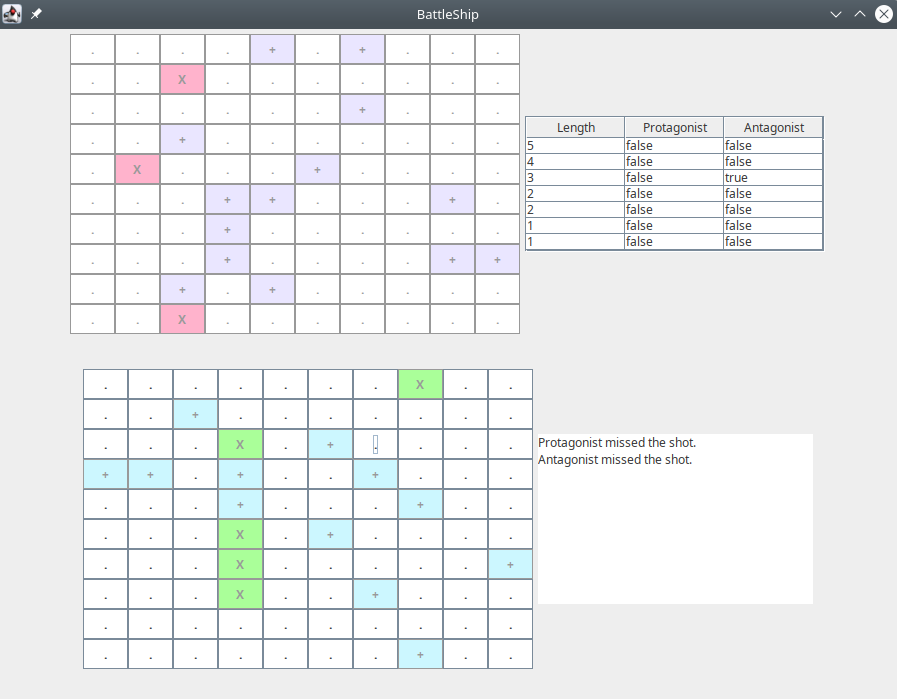 BattleShip
. . . . + . + . . .
. . X . . . . . . .
. . . . . . + . . .
. . + . . . . . . .
. X . . . + . . . .
. . . + + . . . + .
. . . + . . . . . .
. . . + . . . . + +
. . + . + . . . . .
. . X . . . . . . .
Length Protagonist Antagonist
5 false false
4 false false
3 false true
2 false false
2 false false
1 false false
1 false false
. . . . . . . X . .
. . + . . . . . . .
. . . X . + . . . .
+ + . + . . + . . .
. . . + . . . + . .
. . . X . + . . . .
. . . X . . . . . +
. . . X . . + . . .
. . . . . . . . . .
. . . . . . . + . .
Protagonist missed the shot.
Antagonist missed the shot.